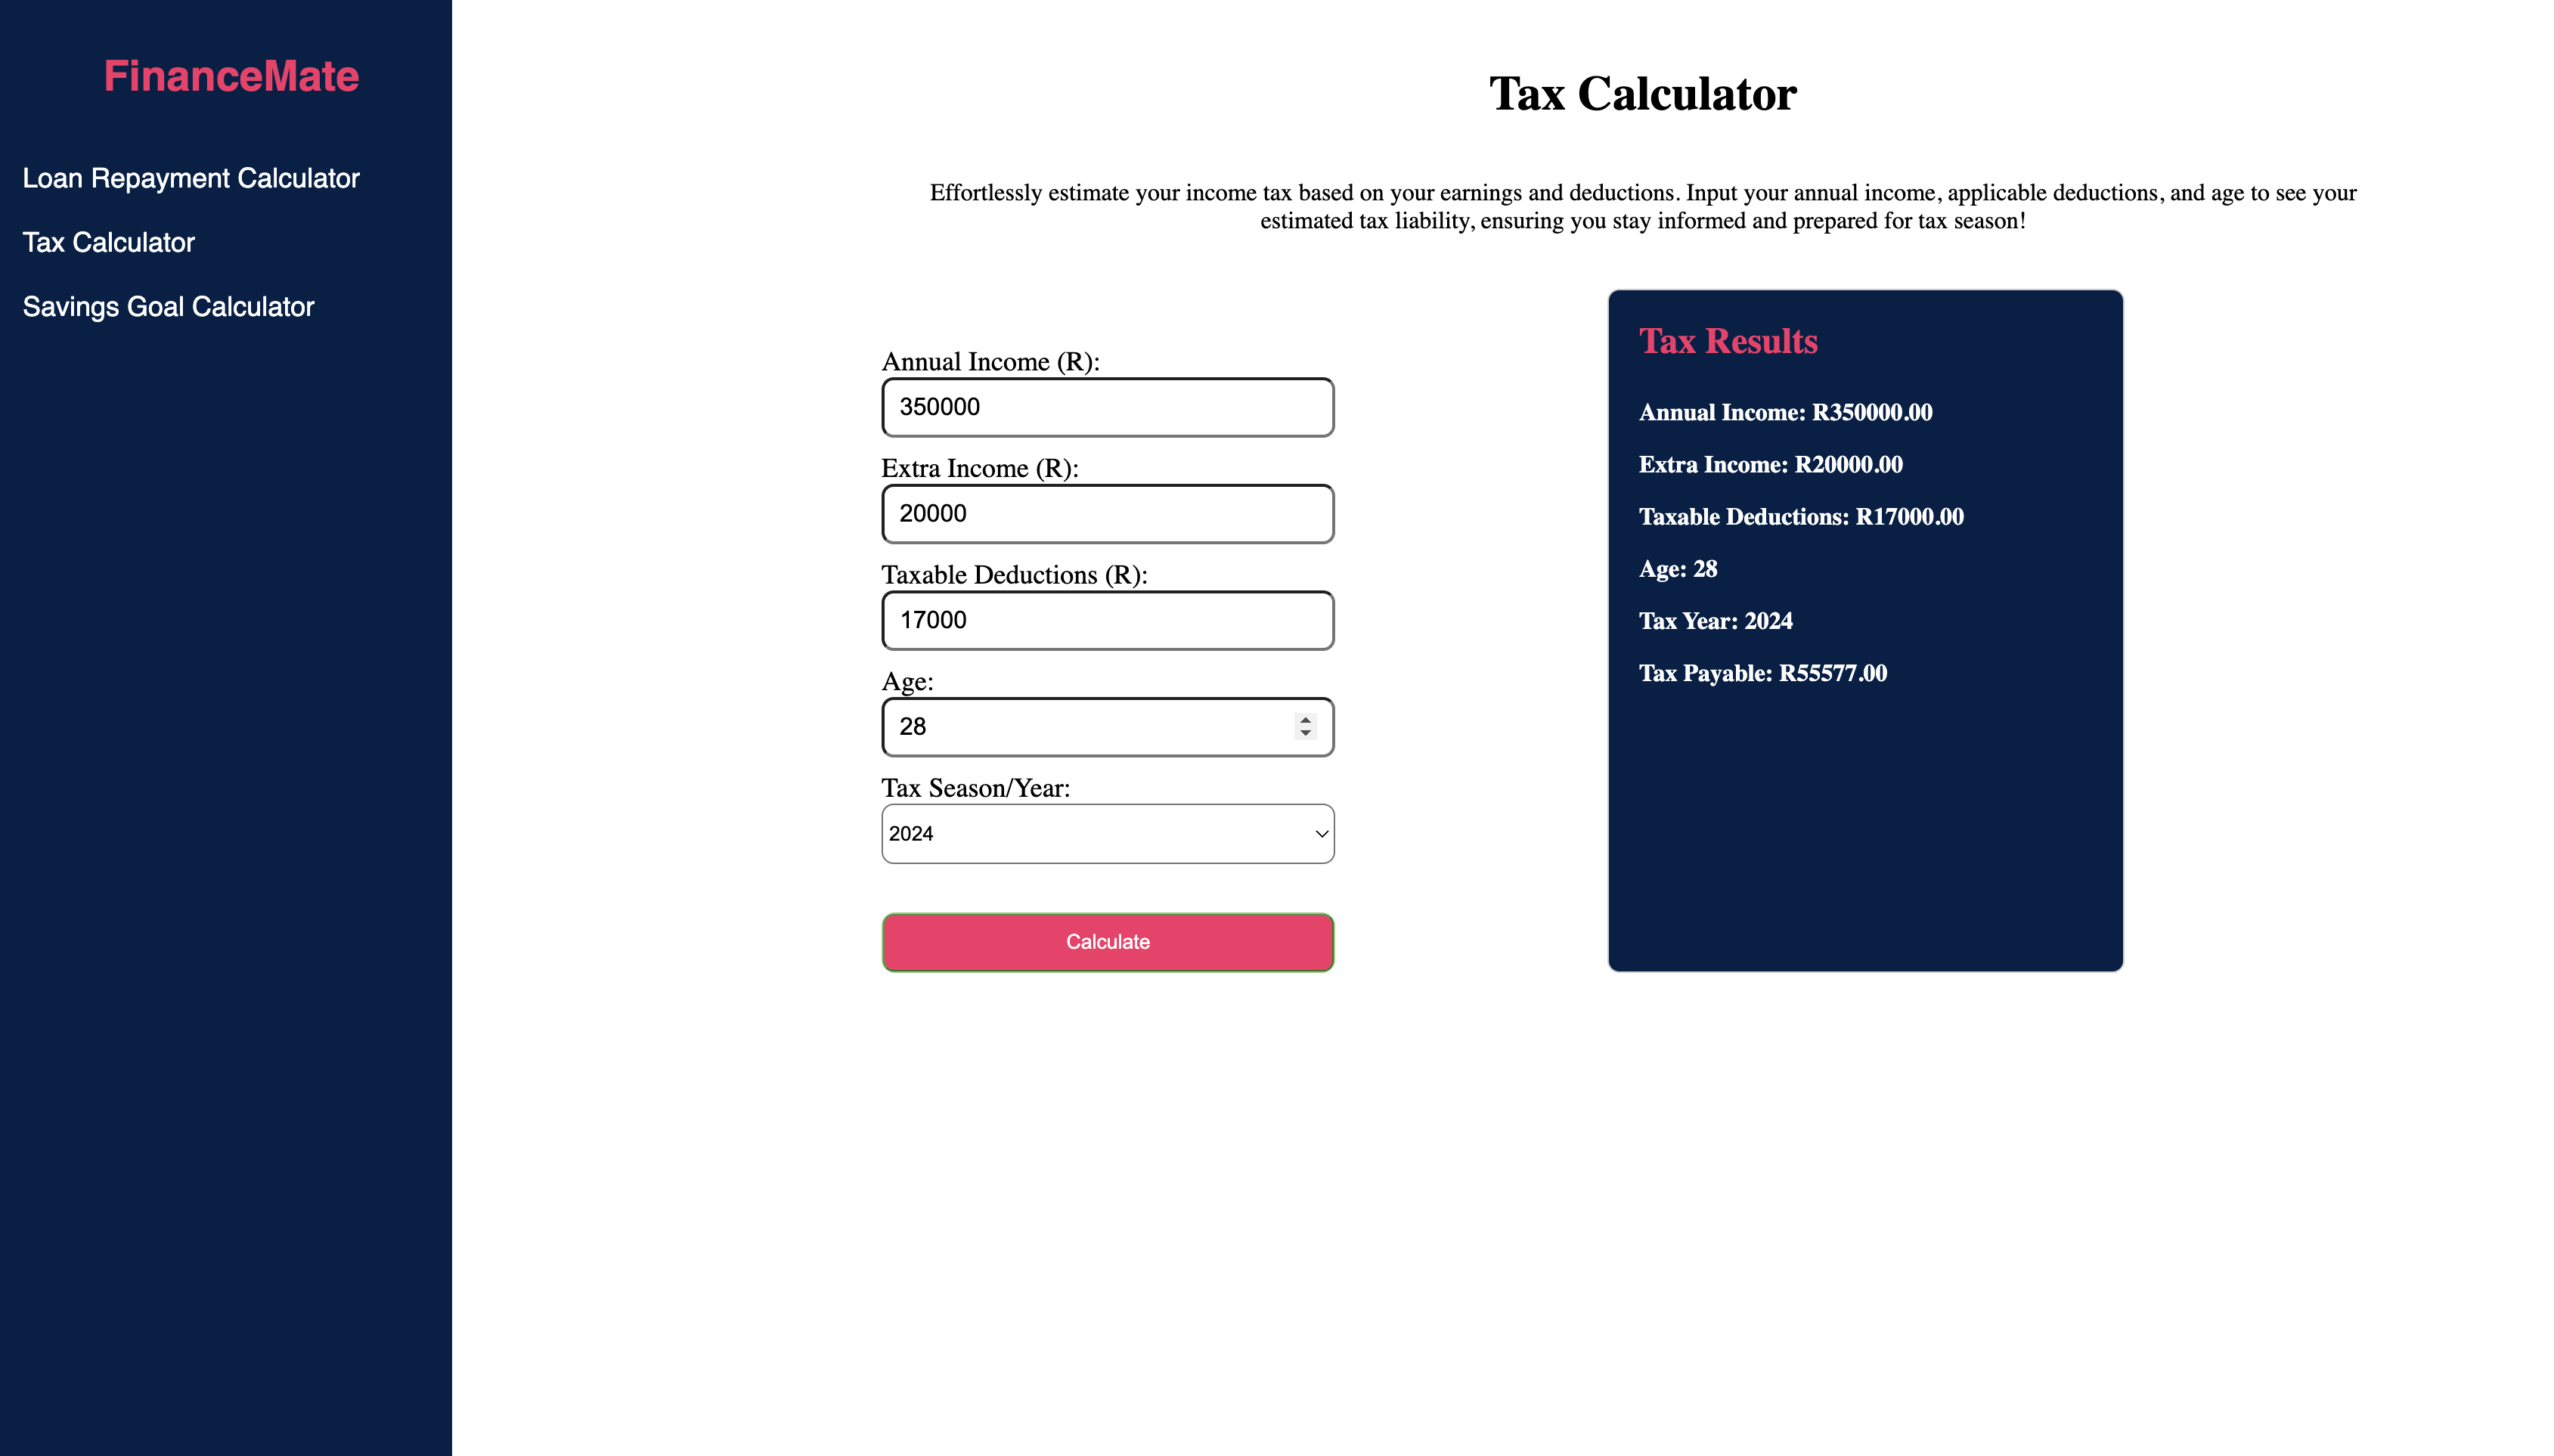 FinanceMate
Loan Repayment Calculator
Tax Calculator
Savings Goal Calculator
Tax Calculator
Effortlessly estimate your income tax based on your earnings and deductions. Input your annual income, applicable deductions, and age to see your
estimated tax liability, ensuring you stay informed and prepared for tax season!
Annual Income (R):
350000
Extra Income (R):
20000
Taxable Deductions (R):
17000
Age:
28
Tax Season/Year:
2024
Calculate
Tax Results
Annual Income: R350000.00
Extra Income: R20000.00
Taxable Deductions: R17000.00
Age: 28
Tax Year: 2024
Tax Payable: R55577.00